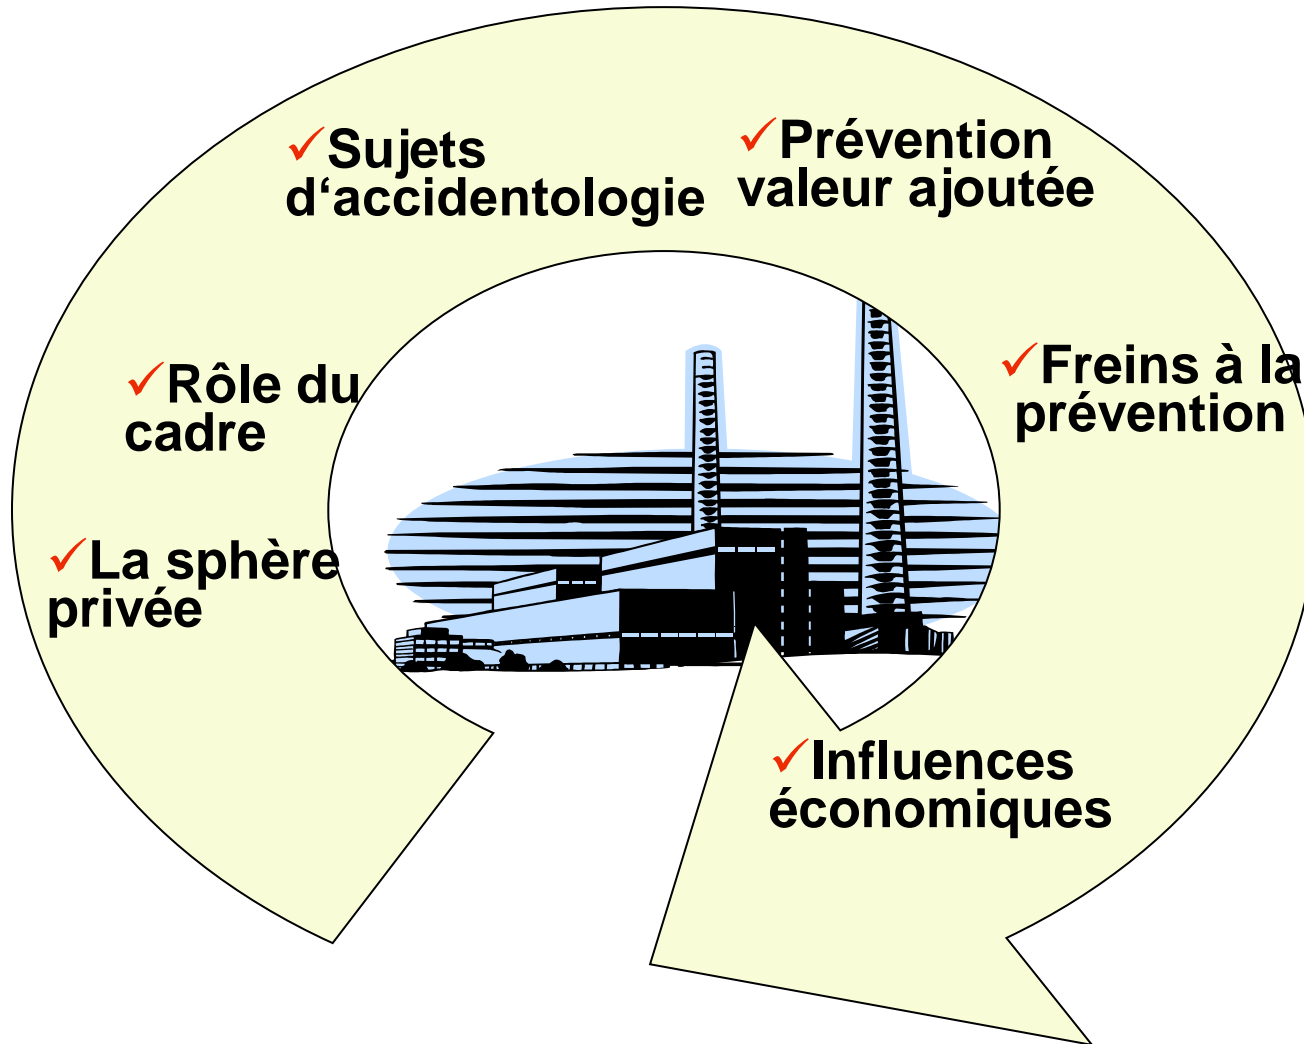 ✓Sujets
d‘accidentologie
✓Prévention
valeur ajoutée
✓Rôle du
cadre
✓Freins à la
prévention
✓La sphère
privée
✓Influences
économiques